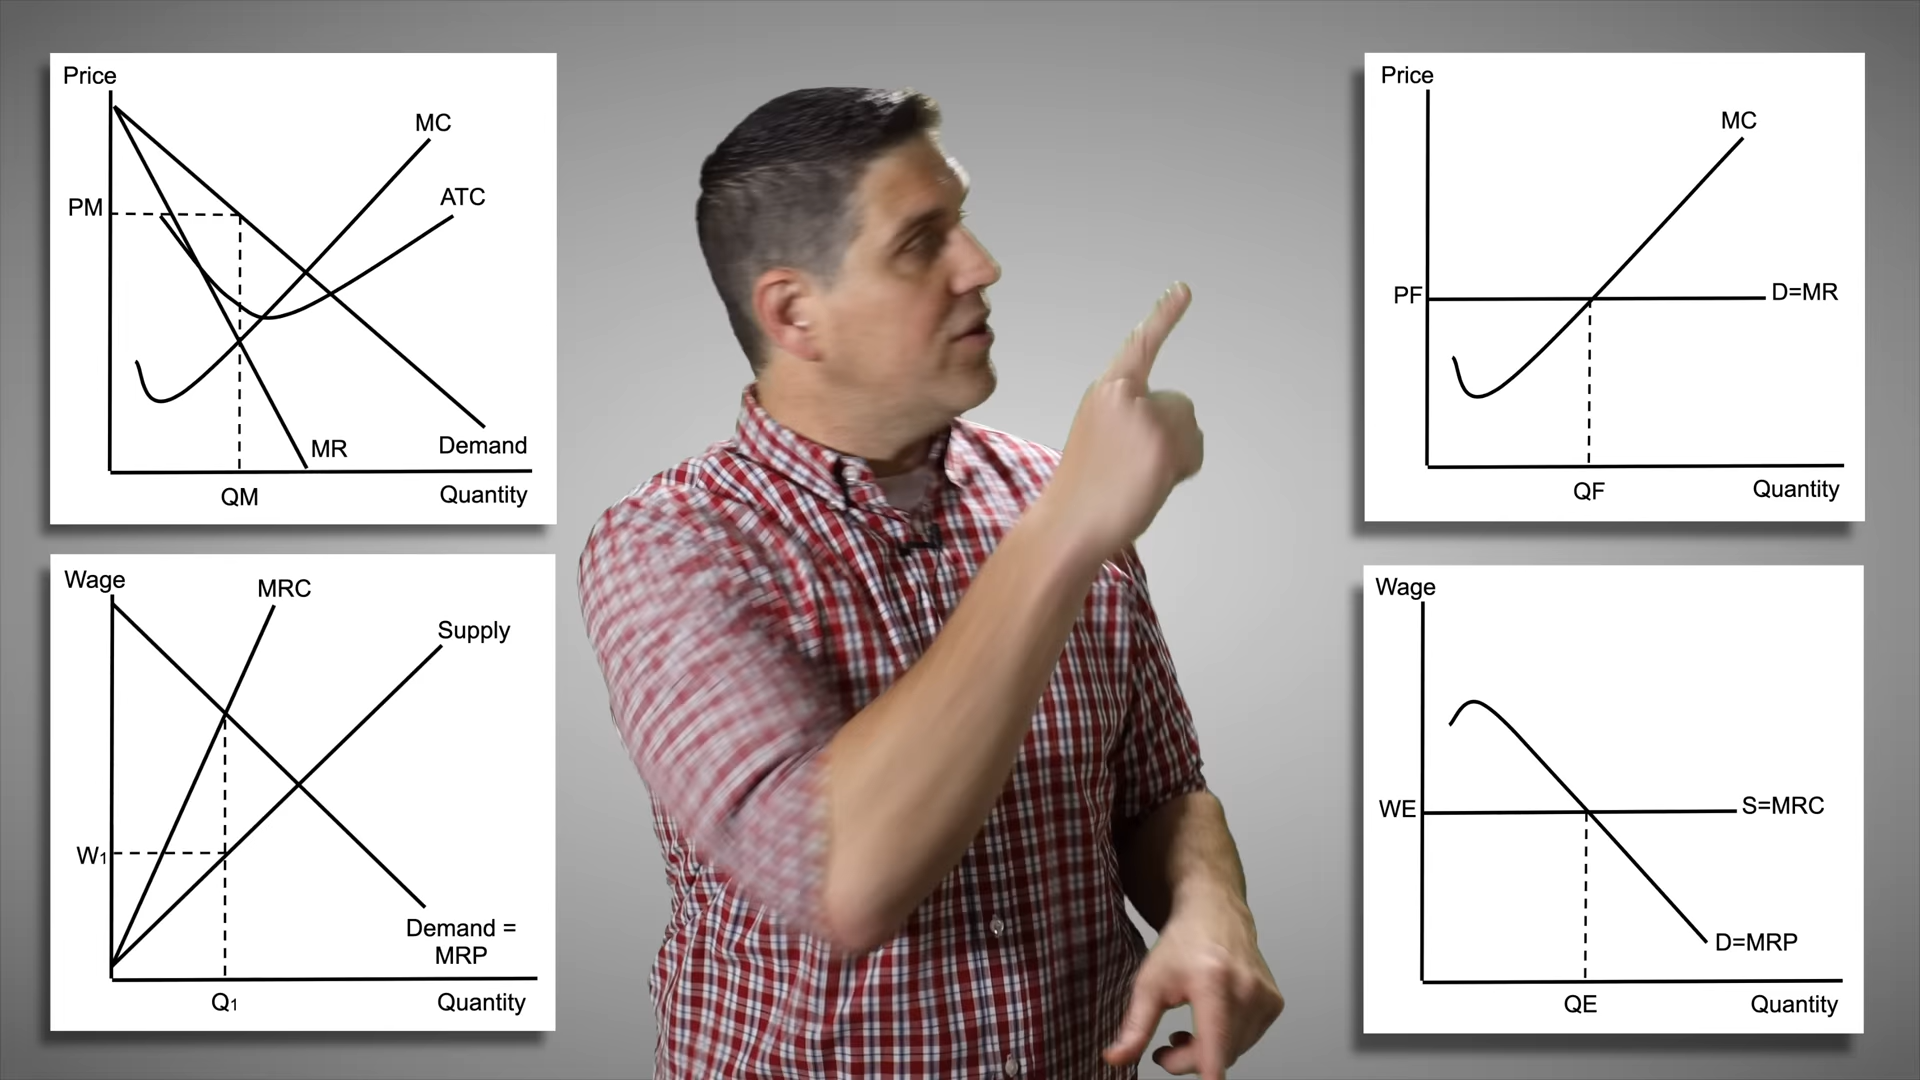 Price
MC
ATC
PM
MR
Demand
QM
Quantity
Wage
MRC
Supply
W1
Demand =
MRP
Q1
Quantity
Price
MC
PF
D=MR
QF
Quantity
Wage
WE
S=MRC
D=MRP
QE
Quantity